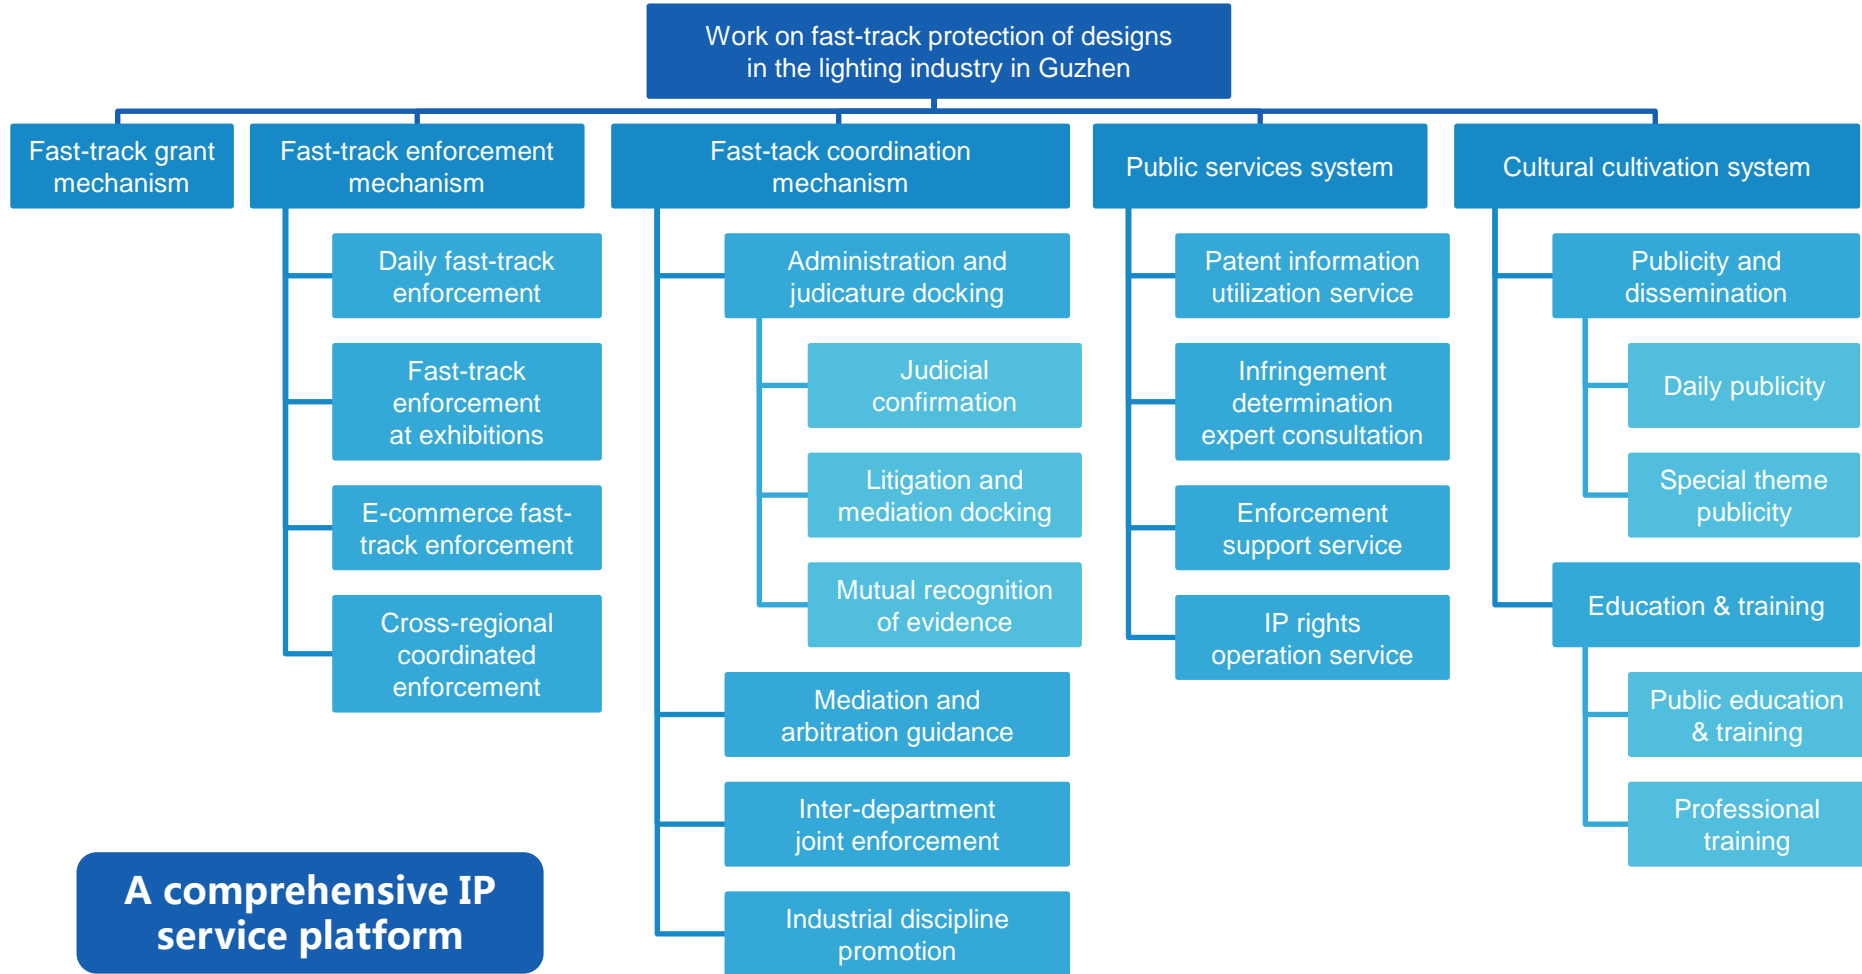 Work on fast-track protection of designs
in the lighting industry in Guzhen
Fast-track grant
mechanism
Fast-track enforcement
mechanism
Daily fast-track
enforcement
Fast-track
enforcement
at exhibitions
E-commerce fast-
track enforcement
Cross-regional
coordinated
enforcement
Fast-tack coordination
mechanism
Administration and
judicature docking
Judicial
confirmation
Litigation and
mediation docking
Mutual recognition
of evidence
Mediation and
arbitration guidance
Inter-department
joint enforcement
Industrial discipline
promotion
Public services system
Patent information
utilization service
Infringement
determination
expert consultation
Enforcement
support service
IP rights
operation service
Cultural cultivation system
Publicity and
dissemination
Daily publicity
Special theme
publicity
Education & training
Public education
& training
Professional
training
A comprehensive IP
service platform